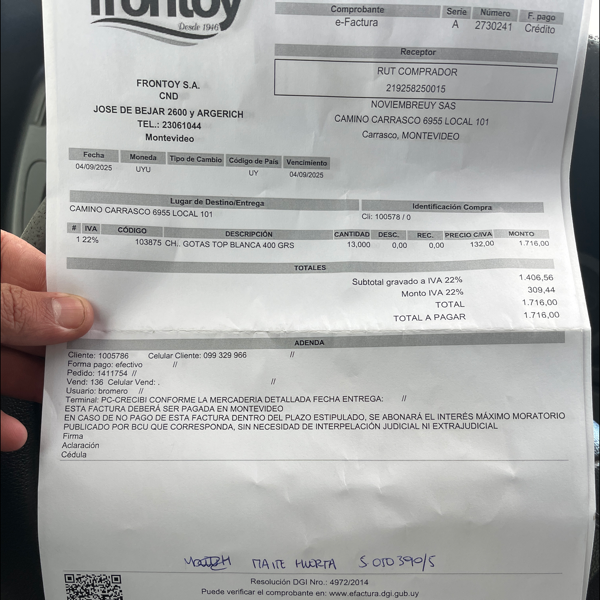 frontoy
Desde 1946
Comprobante Serie Número F. pago
e-Factura A 2730241 Crédito
Receptor
RUT COMPRADOR
219258250015
NOVIEMBREUY SAS
CAMINO CARRASCO 6955 LOCAL 101
Carrasco, MONTEVIDEO
FRONTOY S.A.
CND
JOSE DE BEJAR 2600 y ARGERICH
TEL.: 23061044
Montevideo
Fecha Moneda Tipo de Cambio Código de País Vencimiento
04/09/2025 UYU UY 04/09/2025
Lugar de Destino/Entrega Identificación Compra
CAMINO CARRASCO 6955 LOCAL 101 Cli: 100578 / 0
# IVA CÓDIGO DESCRIPCIÓN CANTIDAD DESC. REC. PRECIO C/IVA MONTO
1 22% 103875 CH.. GOTAS TOP BLANCA 400 GRS 13,000 0,00 0,00 132,00 1.716,00
TOTALES
Subtotal gravado a IVA 22% 1.406,56
Monto IVA 22% 309,44
TOTAL 1.716,00
TOTAL A PAGAR 1.716,00
ADENDA
Cliente: 1005786 Celular Cliente: 099 329 966 //
Forma pago: efectivo //
Pedido: 1411754 //
Vend: 136 Celular Vend: . //
Usuario: bromero //
Terminal: PC-CRECIBI CONFORME LA MERCADERIA DETALLADA FECHA ENTREGA: //
ESTA FACTURA DEBERÁ SER PAGADA EN MONTEVIDEO
EN CASO DE NO PAGO DE ESTA FACTURA DENTRO DEL PLAZO ESTIPULADO, SE ABONARÁ EL INTERÉS MÁXIMO MORATORIO
PUBLICADO POR BCU QUE CORRESPONDA, SIN NECESIDAD DE INTERPELACIÓN JUDICIAL NI EXTRAJUDICIAL
Firma
Aclaración
Cédula
MAITE HUORTA 5010390/5
Resolución DGI Nro.: 4972/2014
Puede verificar el comprobante en: www.efactura.dgi.gub.uy